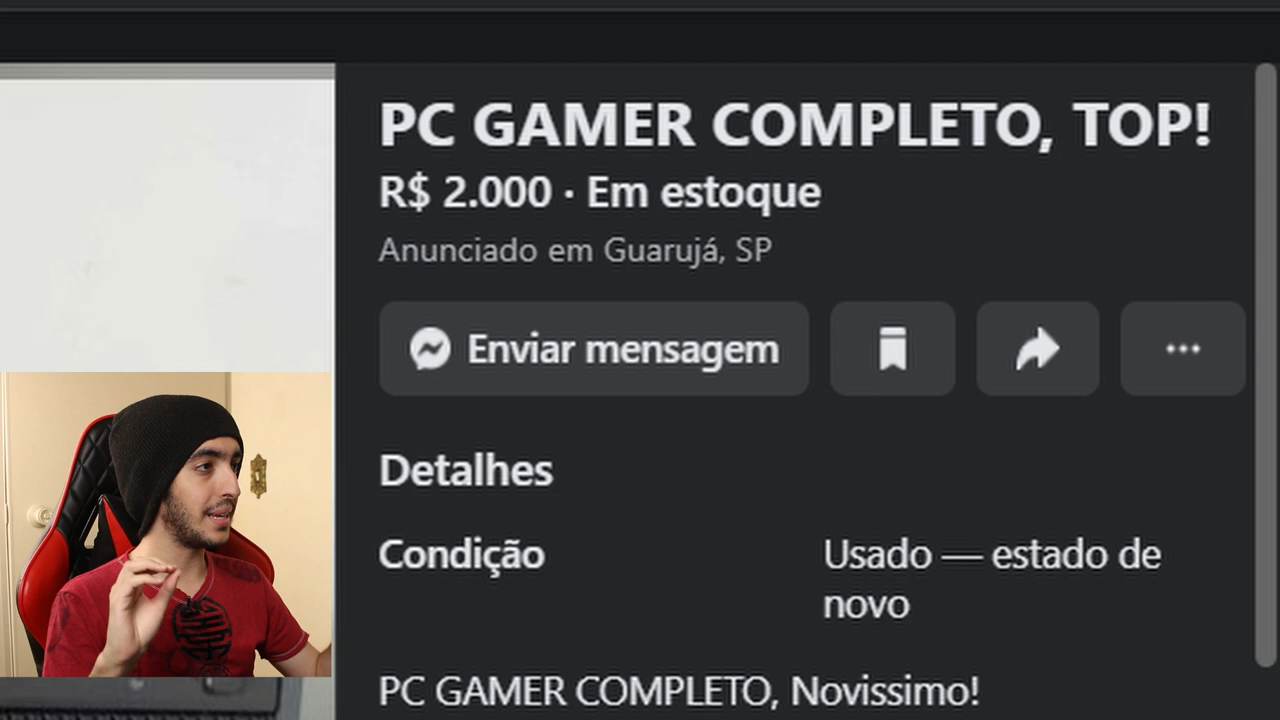 PC GAMER COMPLETO, TOP!
R$ 2.000 · Em estoque
Anunciado em Guarujá, SP
Enviar mensagem
Detalhes
Condição
Usado — estado de
novo
PC GAMER COMPLETO, Novissimo!